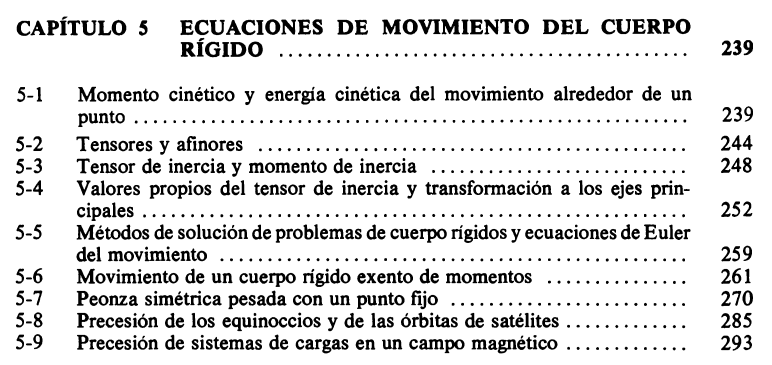 CAPÍTULO 5 ECUACIONES DE MOVIMIENTO DEL CUERPO
RÍGIDO ........................................ 239
5-1 Momento cinético y energía cinética del movimiento alrededor de un
punto ........................................ 239
5-2 Tensores y afinores ........................................ 244
5-3 Tensor de inercia y momento de inercia ........................ 248
5-4 Valores propios del tensor de inercia y transformación a los ejes prin-
cipales ........................................ 252
5-5 Métodos de solución de problemas de cuerpo rígidos y ecuaciones de Euler
del movimiento ........................................ 259
5-6 Movimiento de un cuerpo rígido exento de momentos ............... 261
5-7 Peonza simétrica pesada con un punto fijo ...................... 270
5-8 Precesión de los equinoccios y de las órbitas de satélites ............. 285
5-9 Precesión de sistemas de cargas en un campo magnético ............. 293